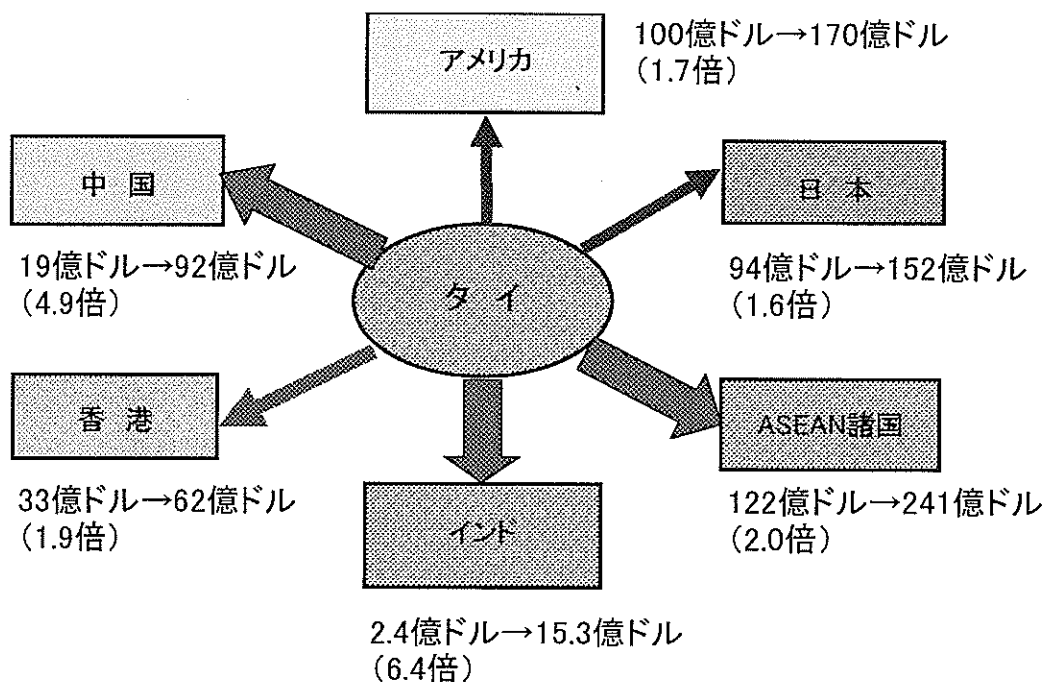 アメリカ
100億ドル→170億ドル
(1.7倍)
中 国
19億ドル→92億ドル
(4.9倍)
日 本
94億ドル→152億ドル
(1.6倍)
タ イ
香 港
33億ドル→62億ドル
(1.9倍)
ASEAN諸国
122億ドル→241億ドル
(2.0倍)
インド
2.4億ドル→15.3億ドル
(6.4倍)